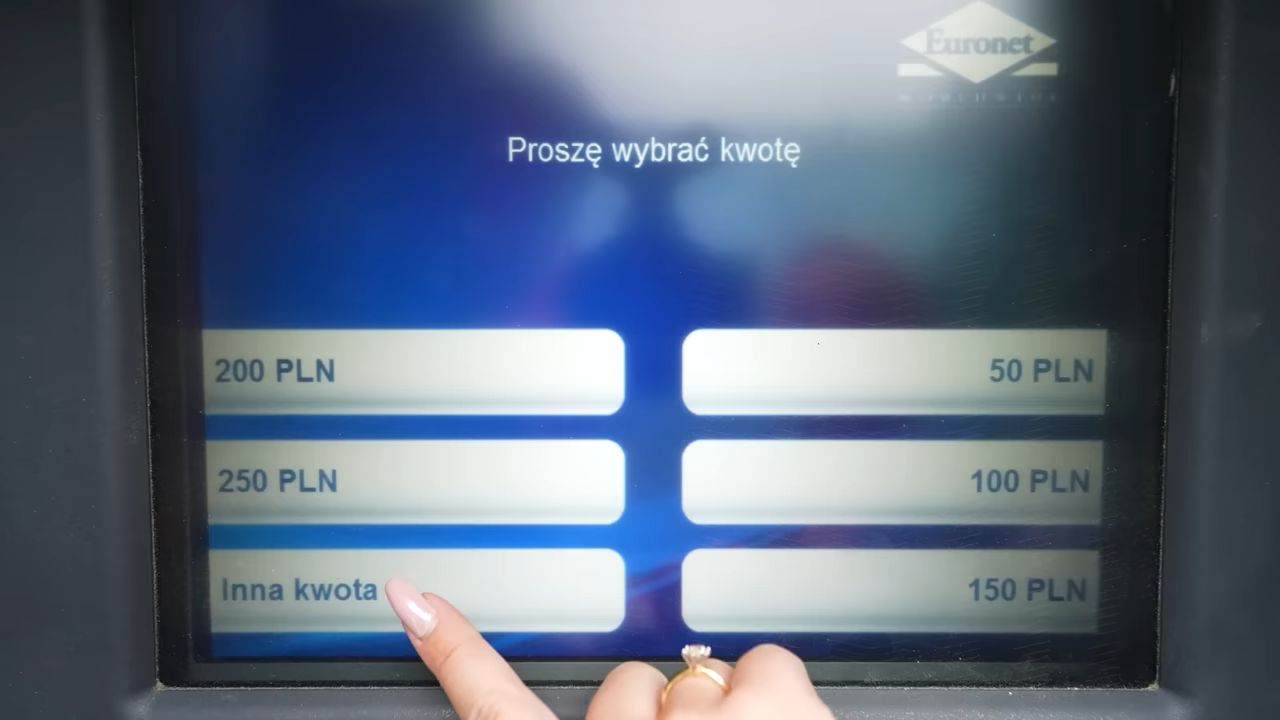 Euronet
Proszę wybrać kwotę
200 PLN
50 PLN
250 PLN
100 PLN
Inna kwota
150 PLN